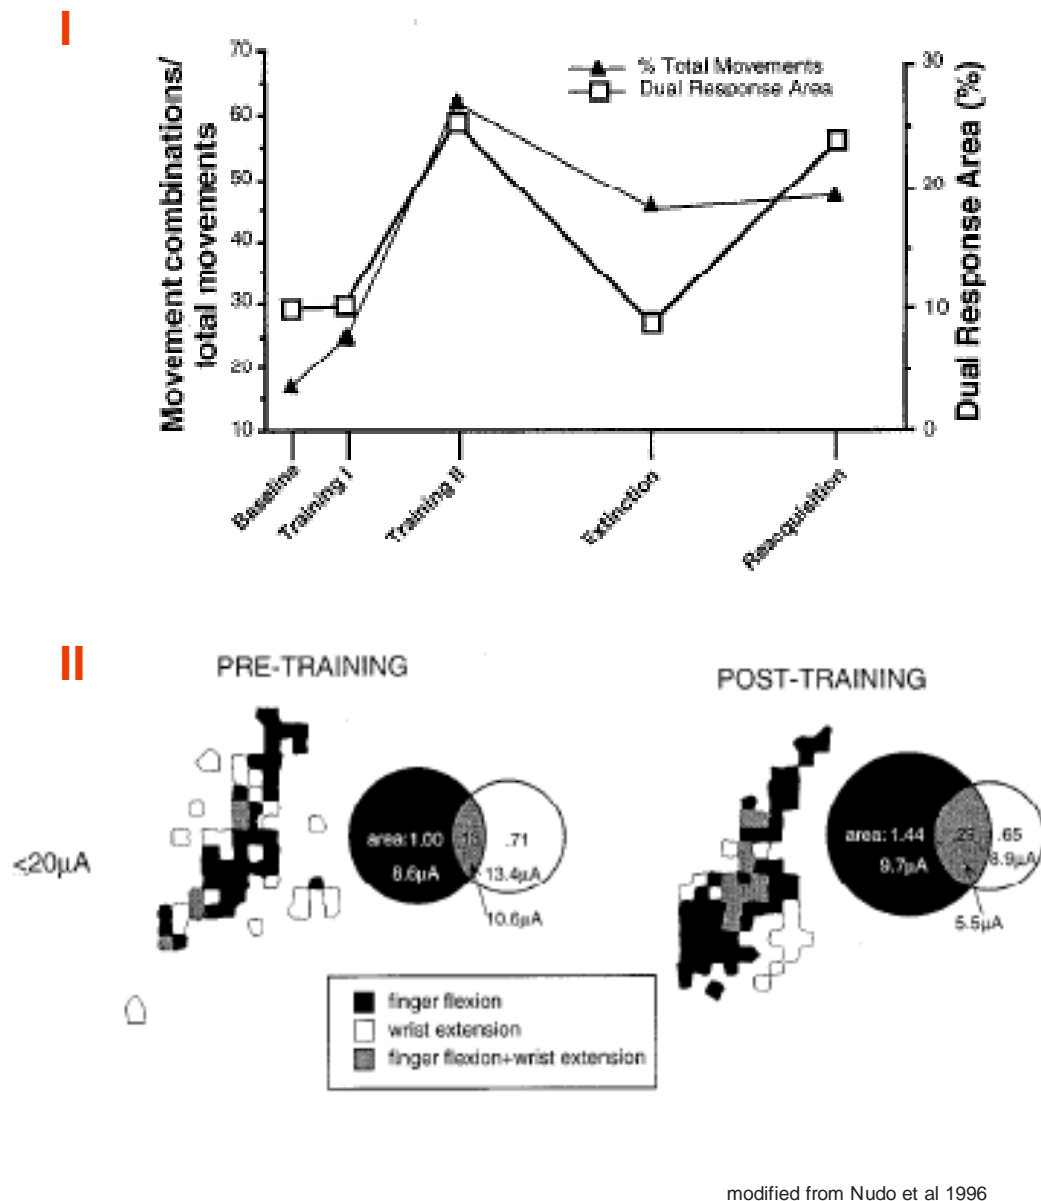 I
70
60
50
40
30
20
10
Movement combinations/
total movements
% Total Movements
Dual Response Area
30
20
10
0
Dual Response Area (%)
Baseline
Training I
Training II
Extinction
Reacquisition
II
PRE-TRAINING
POST-TRAINING
<20µA
area: 1.00
.71
8.6µA
13.4µA
10.6µA
area: 1.44
.65
9.7µA
8.9µA
5.5µA
finger flexion
wrist extension
finger flexion+wrist extension
modified from Nudo et al 1996